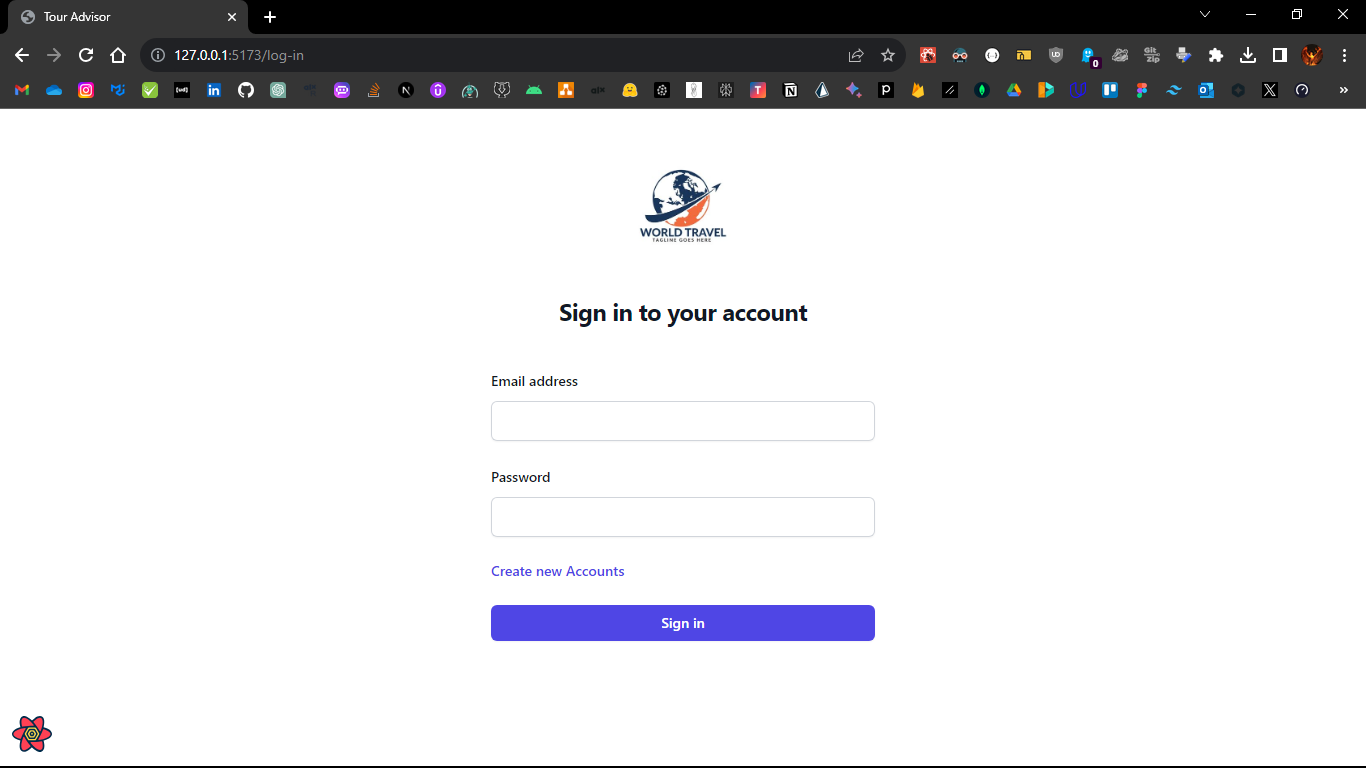 Tour Advisor
127.0.0.1:5173/log-in
WORLD TRAVEL
TAGLINE GOES HERE
Sign in to your account
Email address
Password
Create new Accounts
Sign in